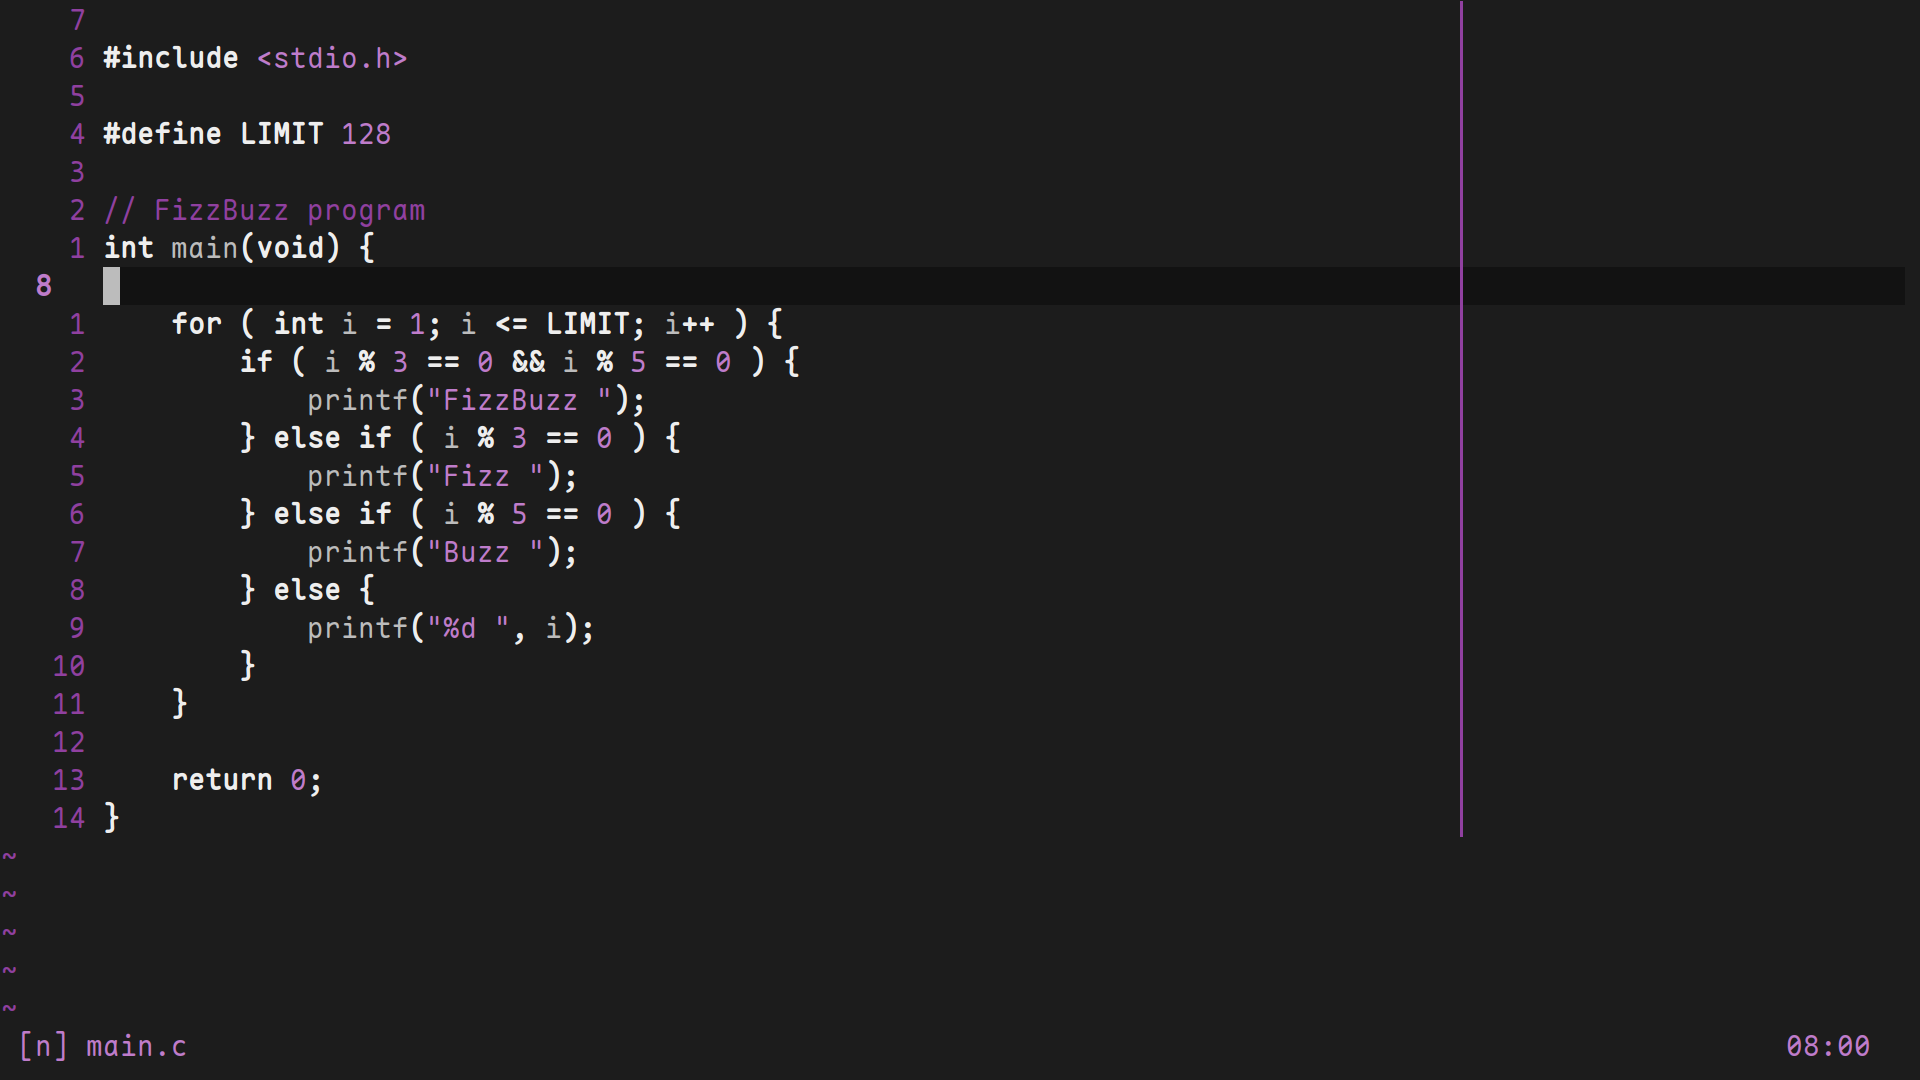 7
6 #include <stdio.h>
5
4 #define LIMIT 128
3
2 // FizzBuzz program
1 int main(void) {
8
1     for ( int i = 1; i <= LIMIT; i++ ) {
2         if ( i % 3 == 0 && i % 5 == 0 ) {
3             printf("FizzBuzz ");
4         } else if ( i % 3 == 0 ) {
5             printf("Fizz ");
6         } else if ( i % 5 == 0 ) {
7             printf("Buzz ");
8         } else {
9             printf("%d ", i);
10         }
11     }
12
13     return 0;
14 }
~
~
~
~
~
[n] main.c 08:00